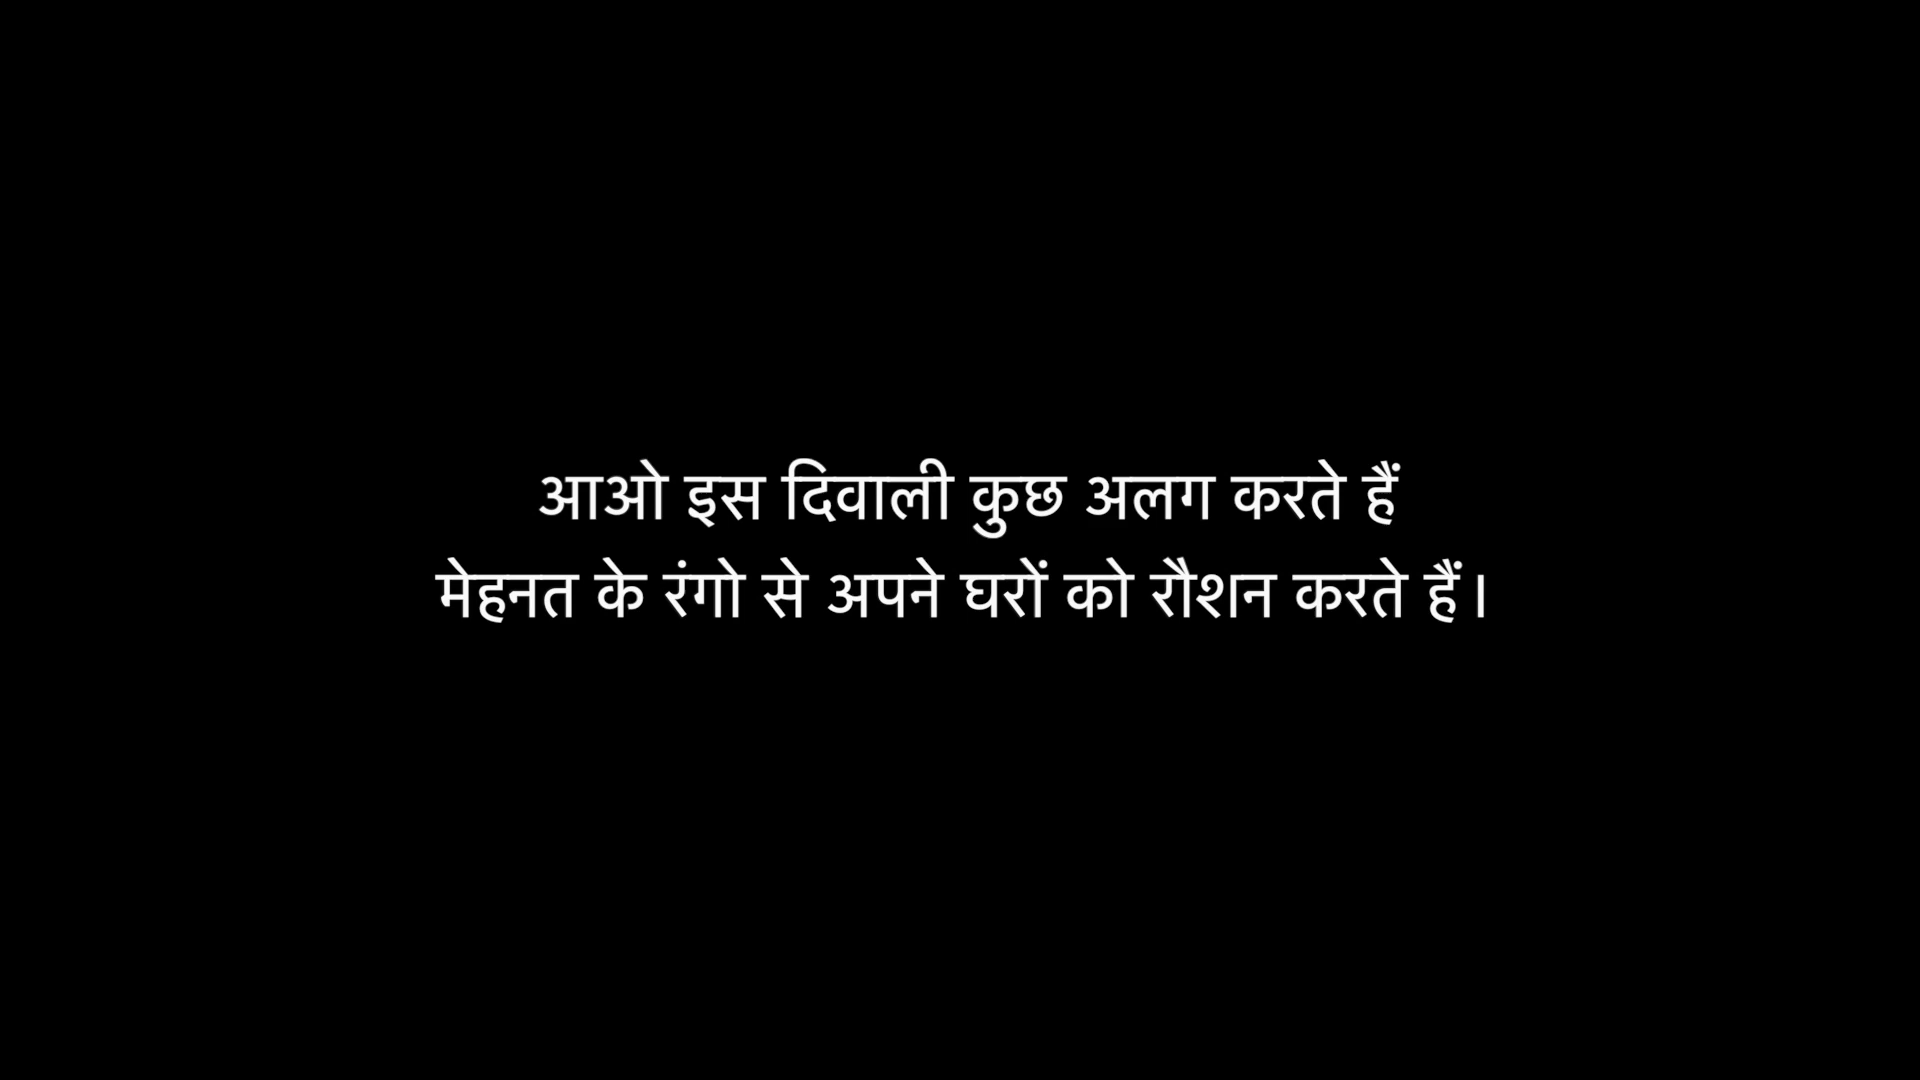 आओ इस दिवाली कुछ अलग करते हैं
मेहनत के रंगो से अपने घरों को रौशन करते हैं।